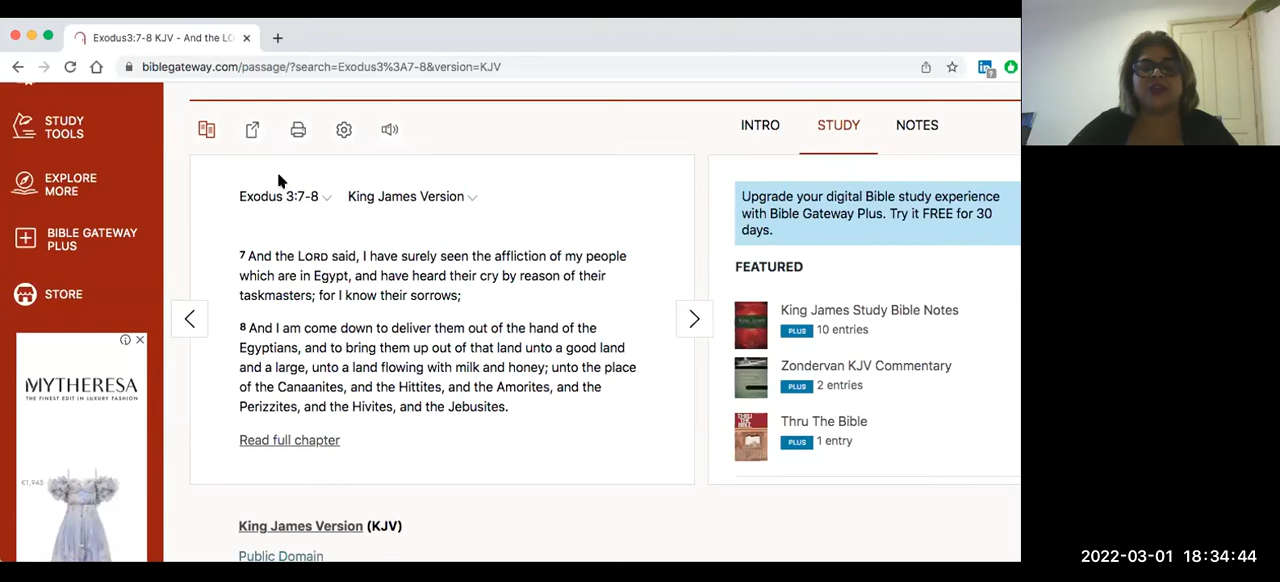 Exodus3:7-8 KJV - And the LO
biblegateway.com/passage/?search=Exodus3%3A7-8&version=KJV
STUDY
TOOLS
EXPLORE
MORE
BIBLE GATEWAY
PLUS
STORE
MYTHERESA
THE FINEST EDIT IN LUXURY FASHION
€1,945
INTRO
STUDY
NOTES
Exodus 3:7-8
King James Version
7 And the LORD said, I have surely seen the affliction of my people
which are in Egypt, and have heard their cry by reason of their
taskmasters; for I know their sorrows;
8 And I am come down to deliver them out of the hand of the
Egyptians, and to bring them up out of that land unto a good land
and a large, unto a land flowing with milk and honey; unto the place
of the Canaanites, and the Hittites, and the Amorites, and the
Perizzites, and the Hivites, and the Jebusites.
Read full chapter
King James Version (KJV)
Public Domain
Upgrade your digital Bible study experience
with Bible Gateway Plus. Try it FREE for 30
days.
FEATURED
King James Study Bible Notes
PLUS 10 entries
Zondervan KJV Commentary
PLUS 2 entries
THRU THE
BIBLE
Thru The Bible
PLUS 1 entry
2022-03-01 18:34:44